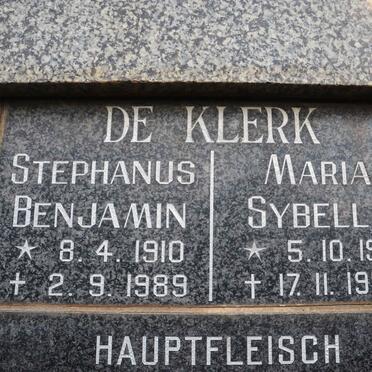 DE KLERK
STEPHANUS
BENJAMIN
* 8.4.1910
+ 2.9.1989
MARIA
SYBELL
* 5.10.19
+ 17.11.19
HAUPTFLEISCH